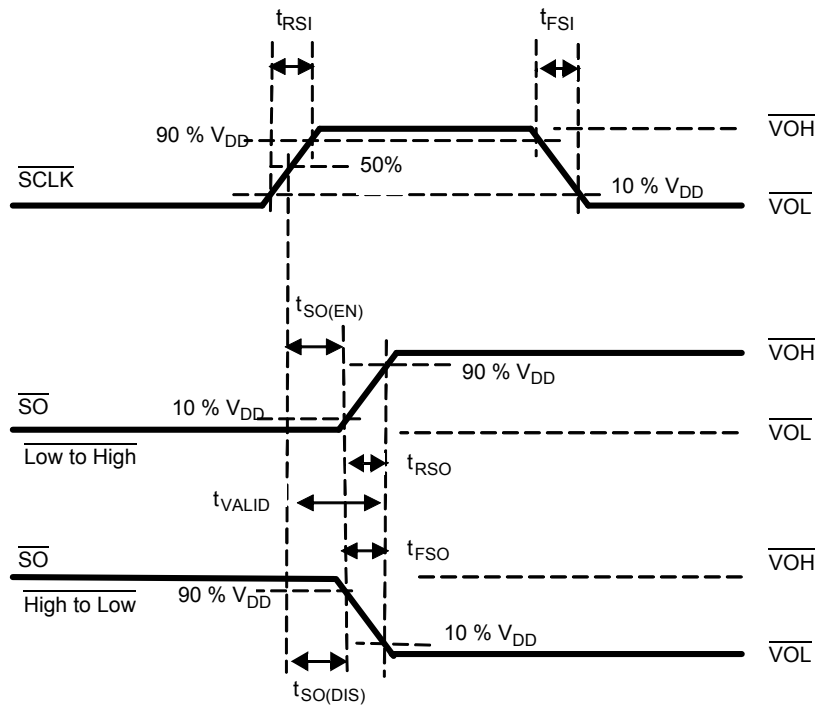 tRSI
tFSI
90 % VDD
VOH
50%
SCLK
10 % VDD
VOL
tSO(EN)
VOH
90 % VDD
SO
10 % VDD
VOL
Low to High
tRSO
tVALID
tFSO
SO
VOH
High to Low
90 % VDD
10 % VDD
VOL
tSO(DIS)